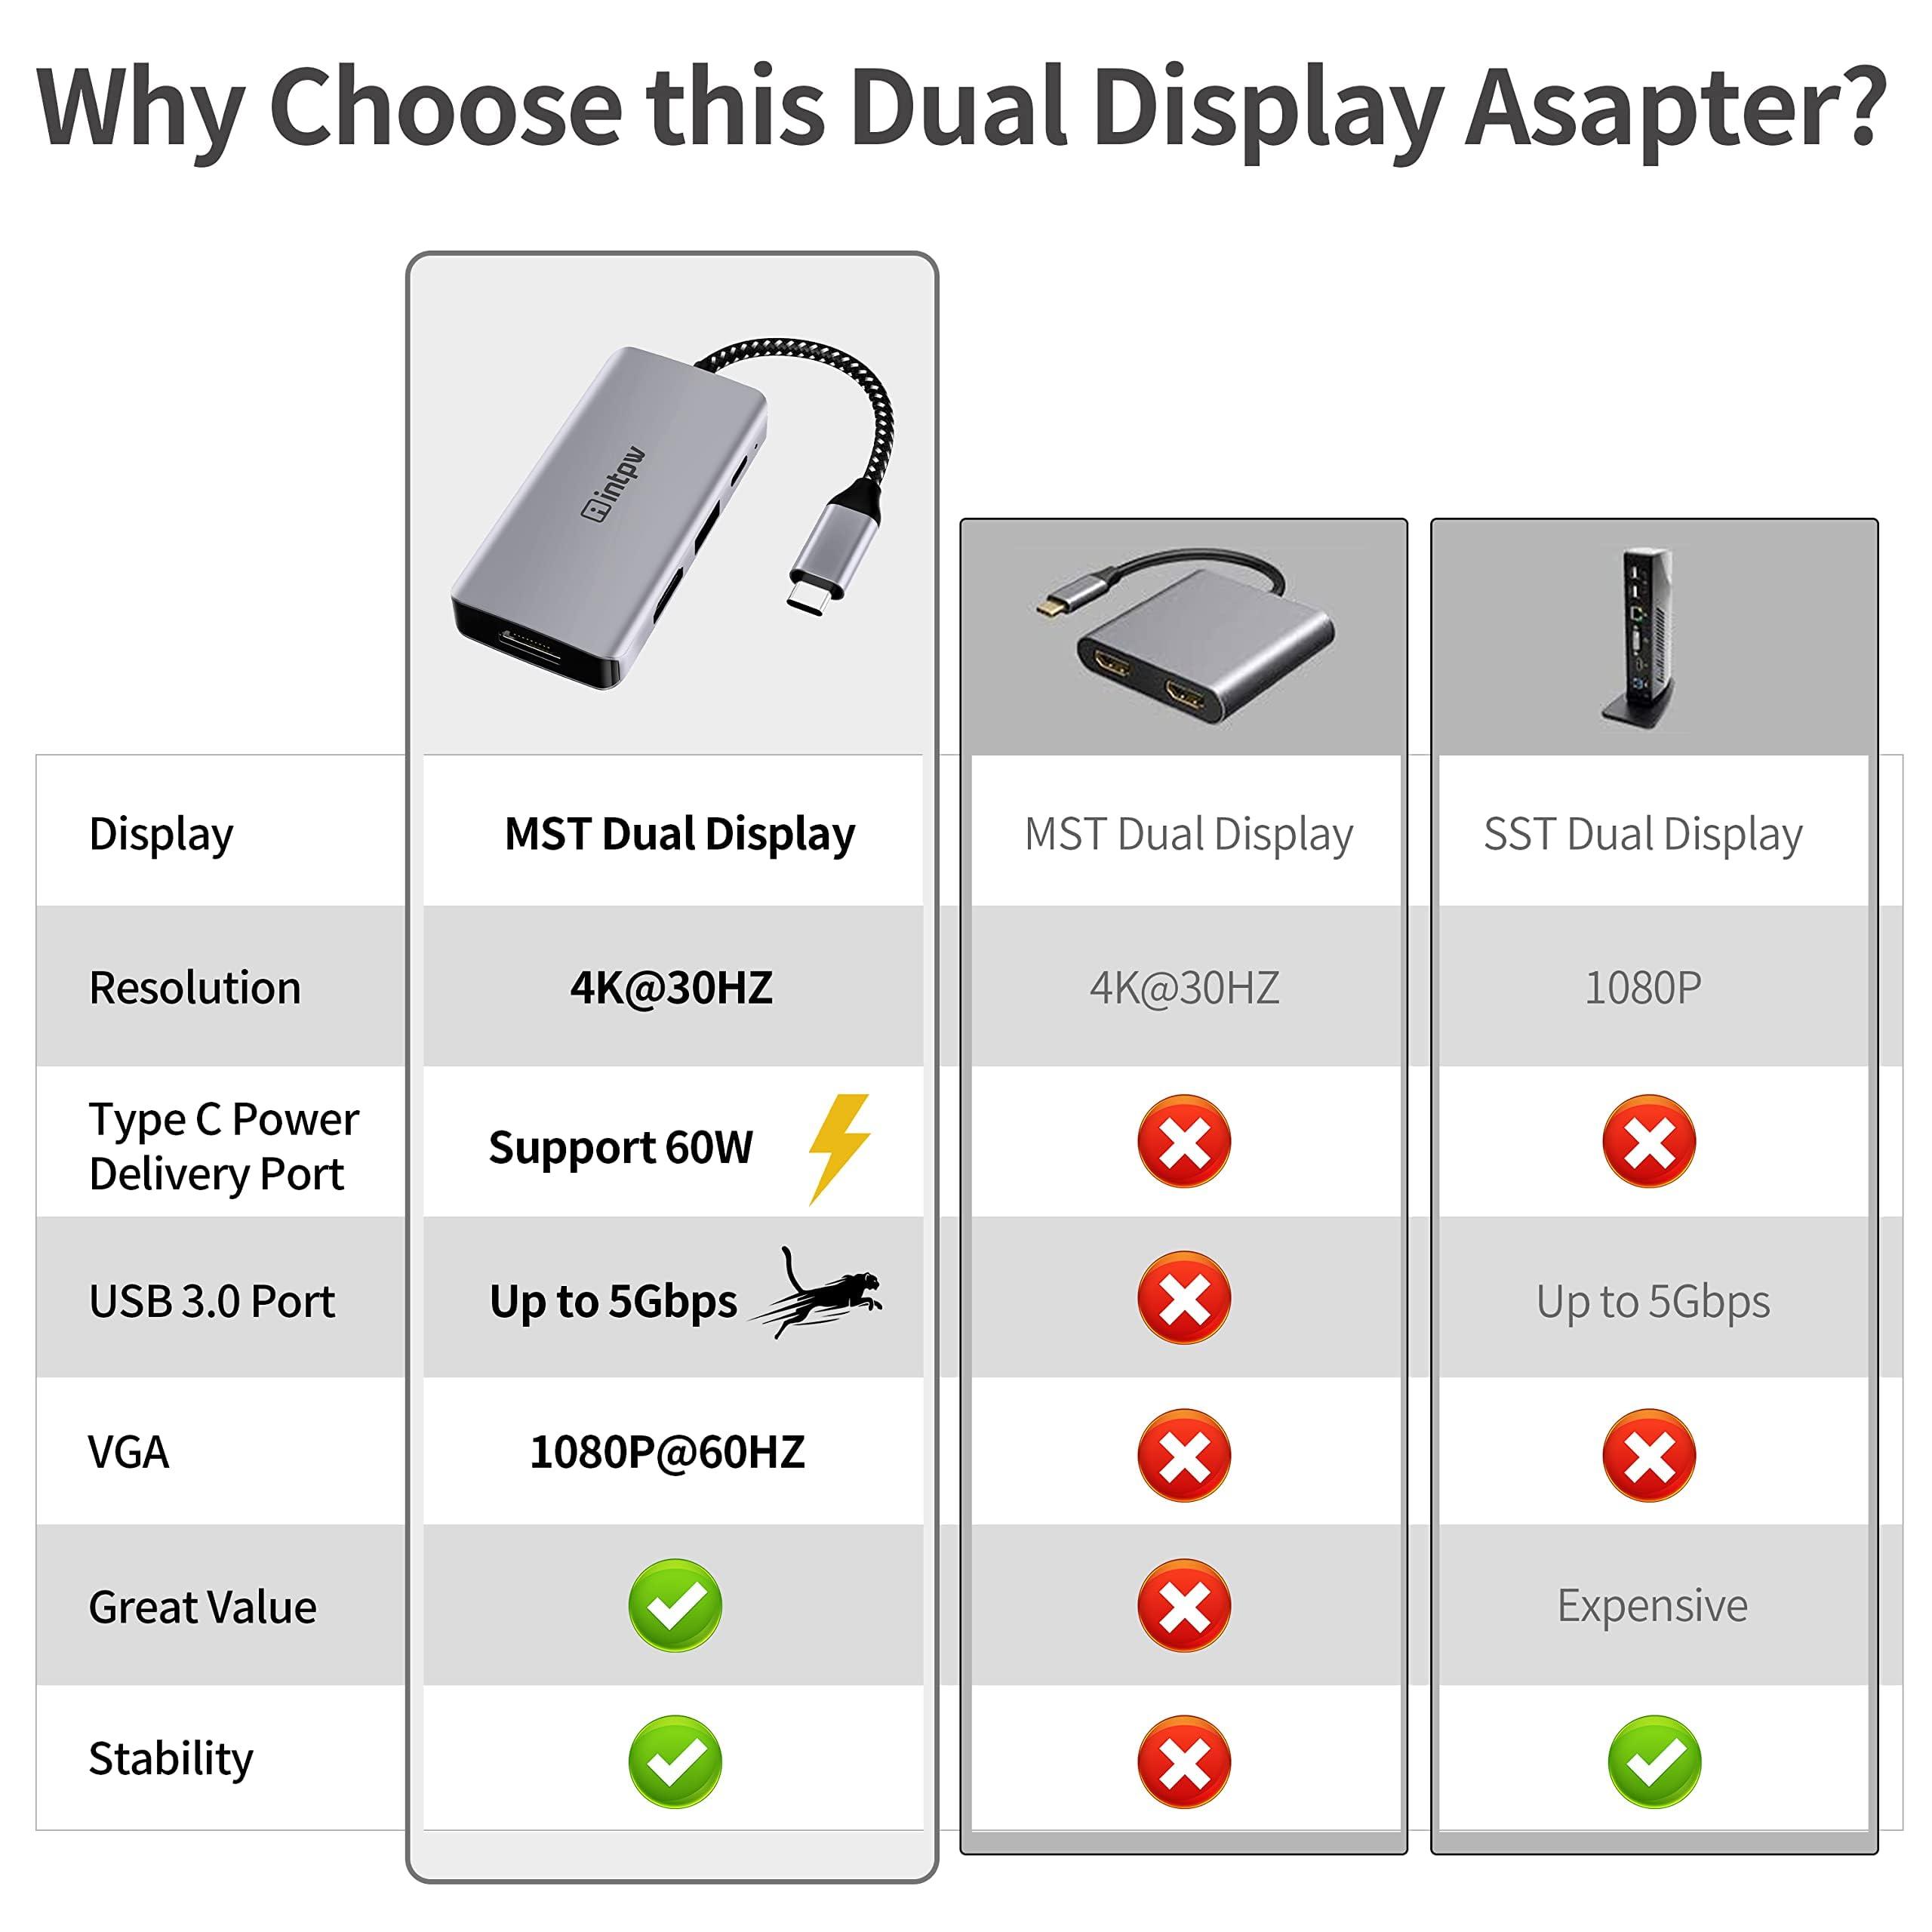 Why Choose this Dual Display Asapter?
intpw
Display MST Dual Display MST Dual Display SST Dual Display
Resolution 4K@30HZ 4K@30HZ 1080P
Type C Power
Delivery Port Support 60W
USB 3.0 Port Up to 5Gbps Up to 5Gbps
VGA 1080P@60HZ
Great Value Expensive
Stability